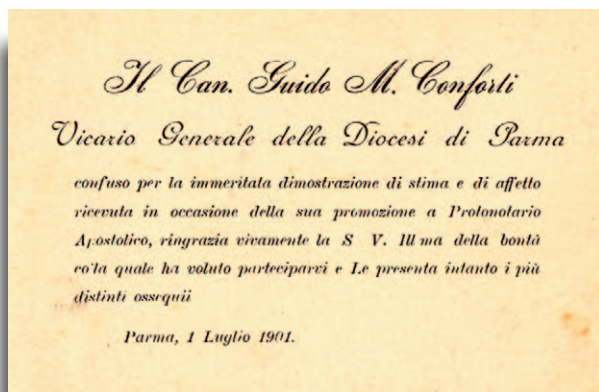 Il Can. Guido M. Conforti
Vicario Generale della Diocesi di Parma
confuso per la immeritata dimostrazione di stima e di affetto
ricevuta in occasione della sua promozione a Protonotario
Apostolico, ringrazia vivamente la S V. Ill ma della bontà
co'la quale ha voluto parteciparvi e Le presenta intanto i più
distinti ossequii
Parma, 1 Luglio 1901.